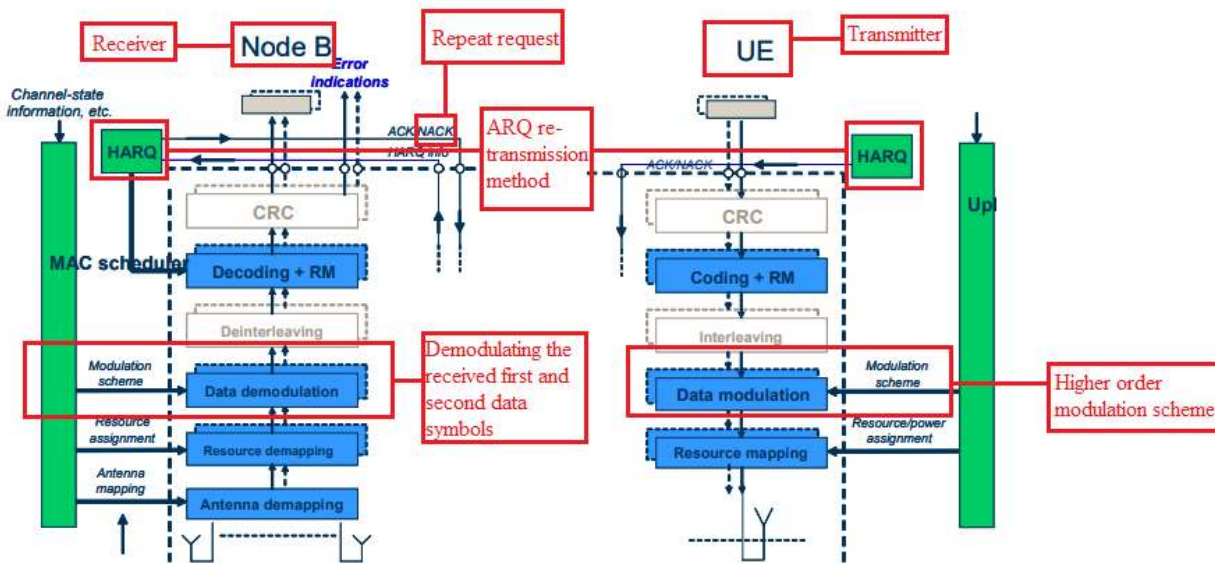 Receiver
Node B
Repeat request
UE
Transmitter
Error
indications
Channel-state
information, etc.
HARQ
ACK/NACK
HARQ info
ARQ re-
transmission
method
ACK/NACK
HARQ
CRC
CRC
Upl
MAC scheduler
Decoding + RM
Coding + RM
Deinterleaving
Interleaving
Modulation
scheme
Data demodulation
Demodulating the
received first and
second data
symbols
Data modulation
Modulation
scheme
Higher order
modulation scheme
Resource
assignment
Resource demapping
Resource mapping
Resource/power
assignment
Antenna
mapping
Antenna demapping